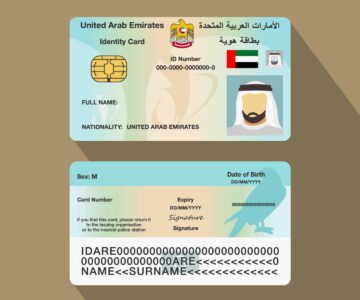 United Arab Emirates الأمارات العربية المتحدة
Identity Card بطاقة هوية
ID Number
000-0000-0000000-0
FULL NAME:
NATIONALITY: UNITED ARAB EMIRATES
Sex: M Date of Birth
DD/MM/YYYY
Card Number Expiry
DD/MM/YYYY
If you find this card, please return it
to the issuing organisation
or to the nearest police station
Signature
Signature
IDARE000000000000000000000000
0000000000000ARE<<<<<<<<<<<0
NAME<<SURNAME<<<<<<<<<<<<<